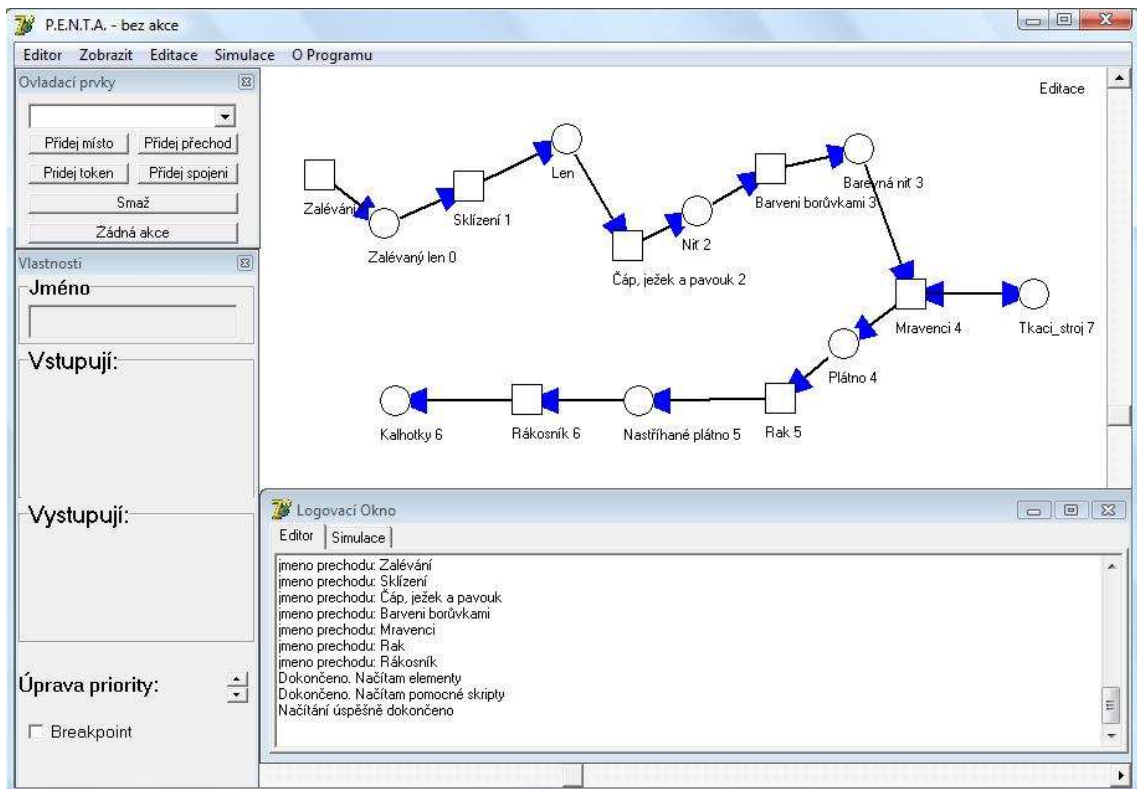 P.E.N.T.A. - bez akce
Editor Zobrazit Editace Simulace O Programu
Ovladací prvky
Přidej místo Přidej přechod
Pridej token Přidej spojeni
Smaž
Žádná akce
Vlastnosti
Jméno
Vstupují:
Vystupují:
Úprava priority:
Breakpoint
Editace
Len
Barevná niť 3
Zalévání
Sklízení 1
Barveni borůvkami 3
Zalévaný len 0
Niť 2
Čáp, ježek a pavouk 2
Mravenci 4
Tkaci_stroj 7
Plátno 4
Kalhotky 6
Rákosník 6
Nastříhané plátno 5
Rak 5
Logovací Okno
Editor Simulace
jmeno prechodu: Zalévání
jmeno prechodu: Sklízení
jmeno prechodu: Čáp, ježek a pavouk
jmeno prechodu: Barveni borůvkami
jmeno prechodu: Mravenci
jmeno prechodu: Rak
jmeno prechodu: Rákosník
Dokončeno. Načítam elementy
Dokončeno. Načítam pomocné skripty
Načítání úspěšně dokončeno